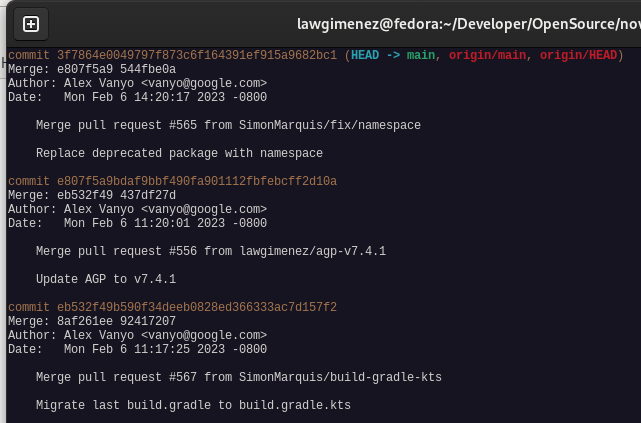 lawgimenez@fedora:~/Developer/OpenSource/nov
commit 3f7864e0049797f873c6f164391ef915a9682bc1 (HEAD -> main, origin/main, origin/HEAD)
Merge: e807f5a9 544fbe0a
Author: Alex Vanyo <vanyo@google.com>
Date:   Mon Feb 6 14:20:17 2023 -0800
Merge pull request #565 from SimonMarquis/fix/namespace
Replace deprecated package with namespace
commit e807f5a9bdaf9bbf490fa901112fbfebcff2d10a
Merge: eb532f49 437df27d
Author: Alex Vanyo <vanyo@google.com>
Date:   Mon Feb 6 11:20:01 2023 -0800
Merge pull request #556 from lawgimenez/agp-v7.4.1
Update AGP to v7.4.1
commit eb532f49b590f34deeb0828ed366333ac7d157f2
Merge: 8af261ee 92417207
Author: Alex Vanyo <vanyo@google.com>
Date:   Mon Feb 6 11:17:25 2023 -0800
Merge pull request #567 from SimonMarquis/build-gradle-kts
Migrate last build.gradle to build.gradle.kts